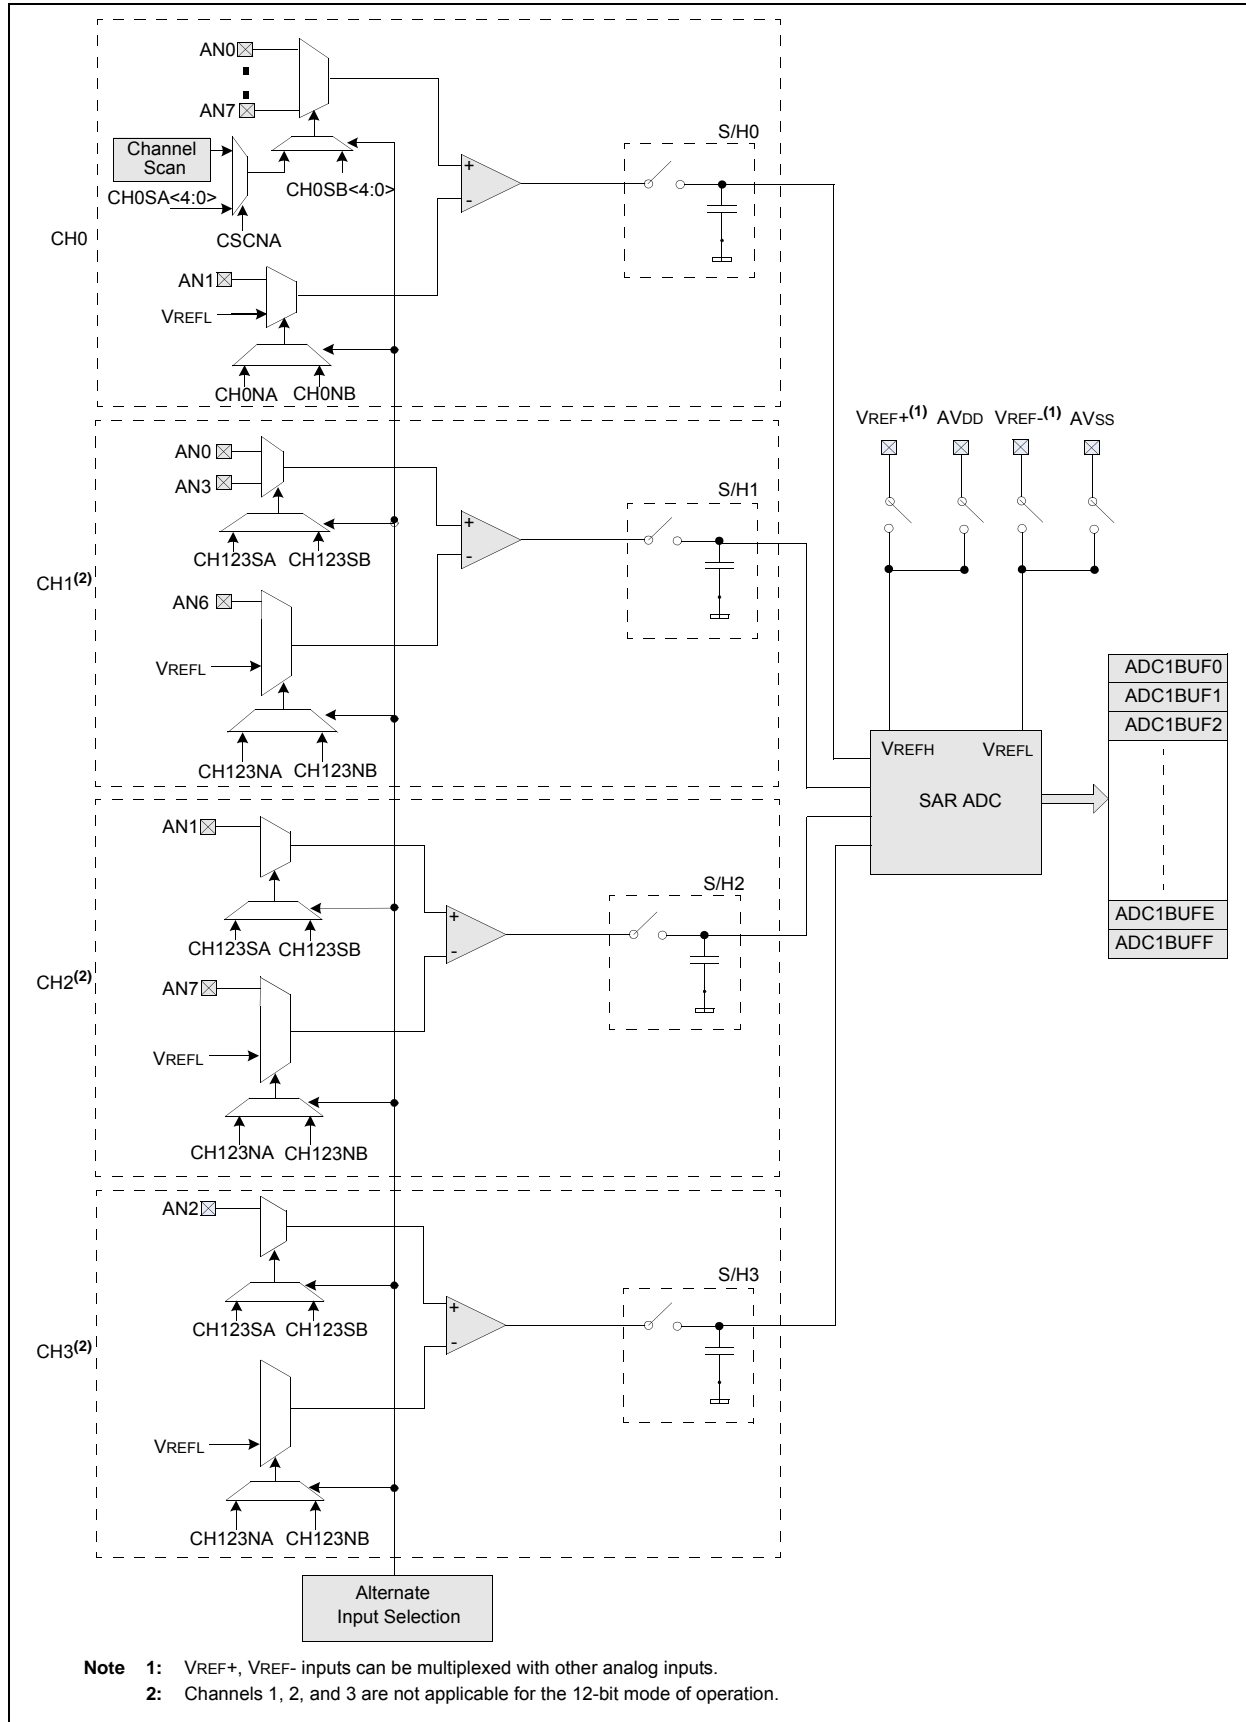 AN0
AN7
Channel
Scan
CH0SA<4:0>
CH0SB<4:0>
CSCNA
CH0
AN1
VREFL
CH0NA CH0NB
+
-
S/H0
AN0
AN3
CH123SA CH123SB
CH1(2)
AN6
VREFL
CH123NA CH123NB
+
-
S/H1
VREF+(1) AVDD VREF-(1) AVSS
VREFH VREFL
SAR ADC
ADC1BUF0
ADC1BUF1
ADC1BUF2
ADC1BUFE
ADC1BUFF
AN1
CH123SA CH123SB
CH2(2)
AN7
VREFL
CH123NA CH123NB
+
-
S/H2
AN2
CH123SA CH123SB
CH3(2)
VREFL
CH123NA CH123NB
+
-
S/H3
Alternate
Input Selection
Note 1: VREF+, VREF- inputs can be multiplexed with other analog inputs.
2: Channels 1, 2, and 3 are not applicable for the 12-bit mode of operation.